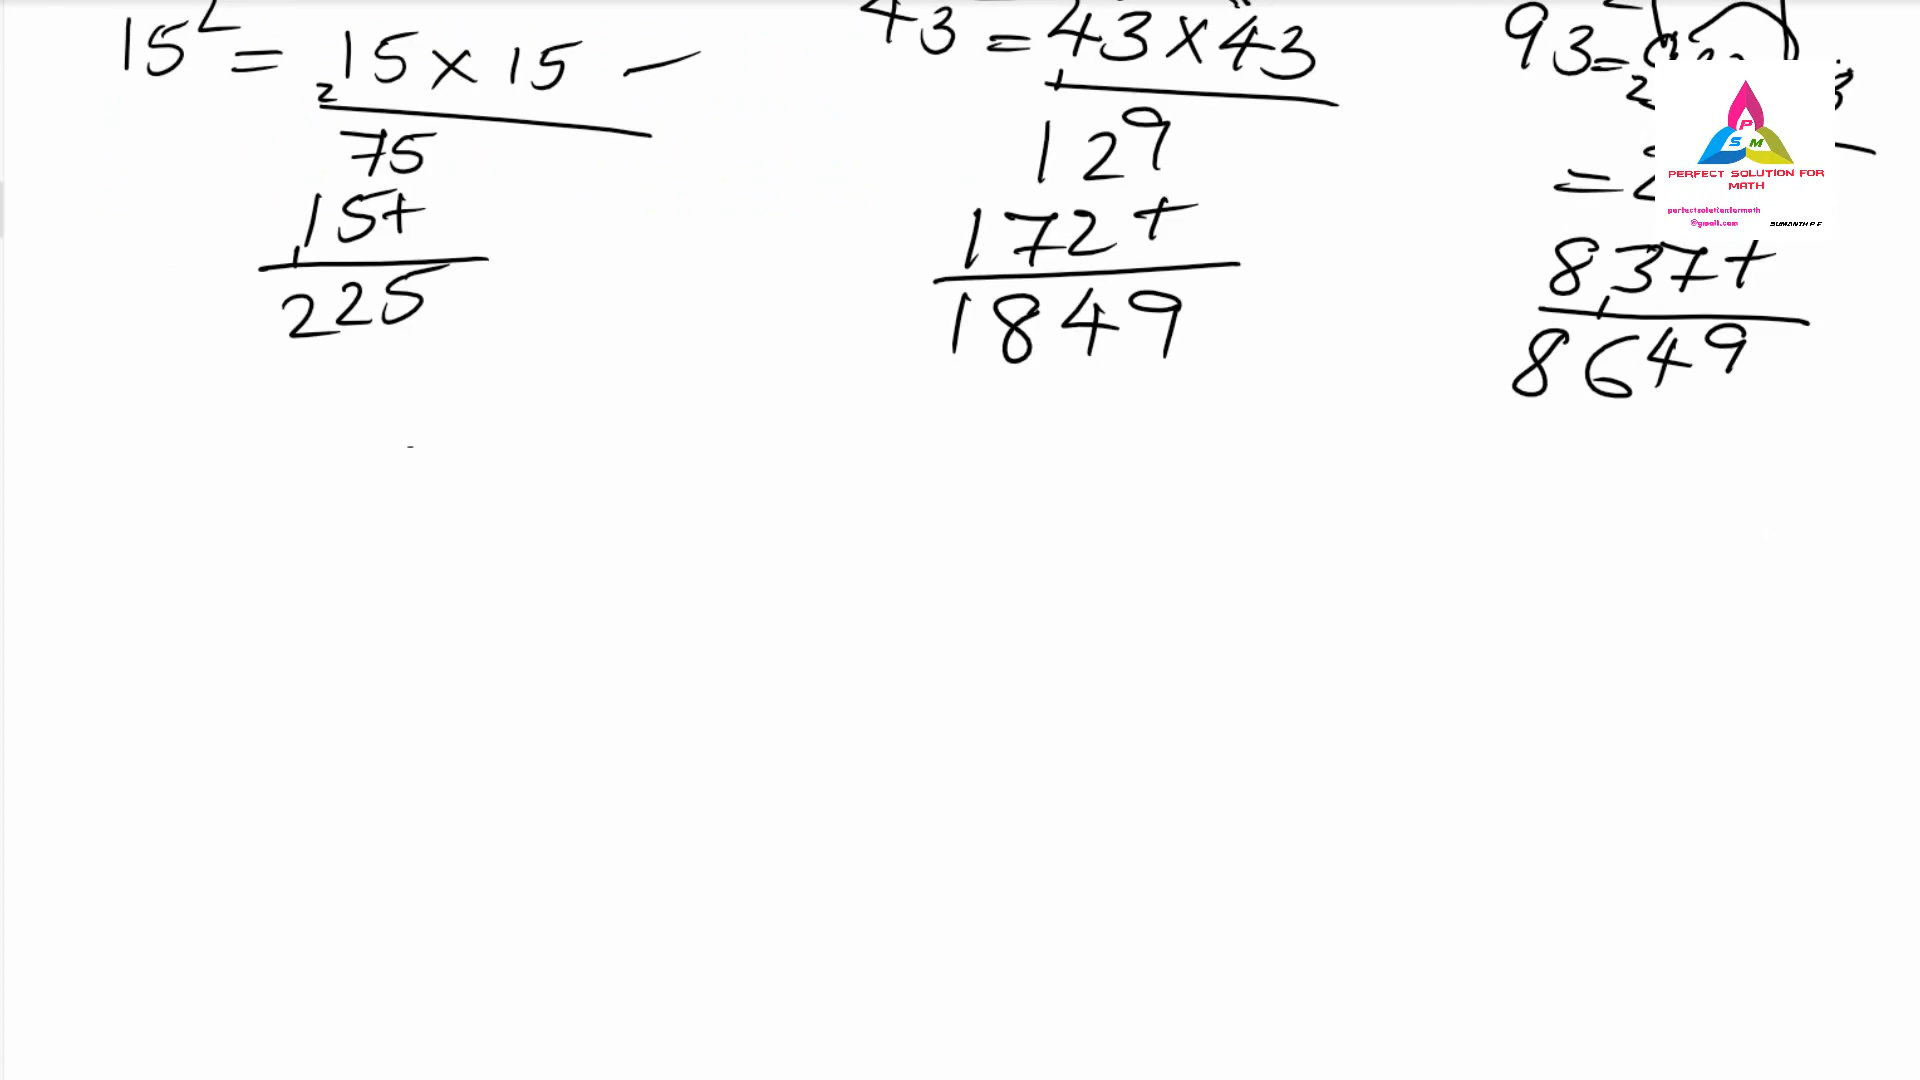 15² = 15 × 15
2
75
15+
1
225
43 = 43 × 43
1
129
172+
1849
93 =
2
=
837+
1
8649
P
S M
PERFECT SOLUTION FOR
MATH
perfectsolutionformath
@gmail.com
SUMANTH P F